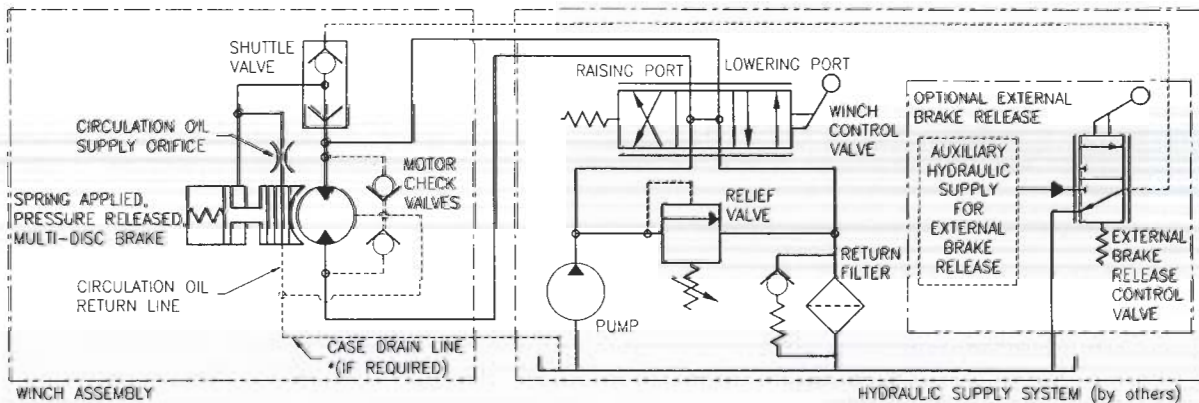 SHUTTLE
VALVE
CIRCULATION OIL
SUPPLY ORIFICE
SPRING APPLIED,
PRESSURE RELEASED,
MULTI-DISC BRAKE
CIRCULATION OIL
RETURN LINE
MOTOR
CHECK
VALVES
CASE DRAIN LINE
*(IF REQUIRED)
WINCH ASSEMBLY
RAISING PORT
LOWERING PORT
WINCH
CONTROL
VALVE
RELIEF
VALVE
RETURN
FILTER
PUMP
OPTIONAL EXTERNAL
BRAKE RELEASE
AUXILIARY
HYDRAULIC
SUPPLY
FOR
EXTERNAL
BRAKE
RELEASE
EXTERNAL
BRAKE
RELEASE
CONTROL
VALVE
HYDRAULIC SUPPLY SYSTEM (by others)